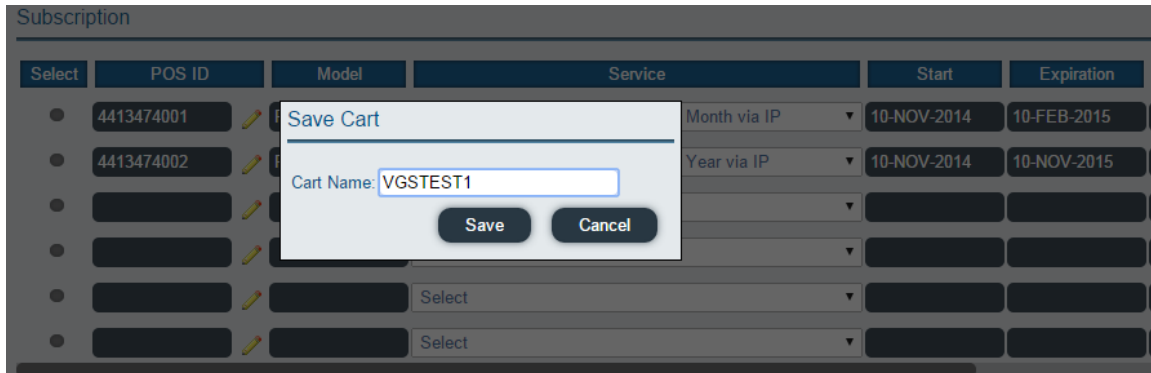 Subscription
Select POS ID Model Service Start Expiration
4413474001 Month via IP 10-NOV-2014 10-FEB-2015
Save Cart
4413474002 Year via IP 10-NOV-2014 10-NOV-2015
Cart Name: VGSTEST1
Save Cancel
Select
Select